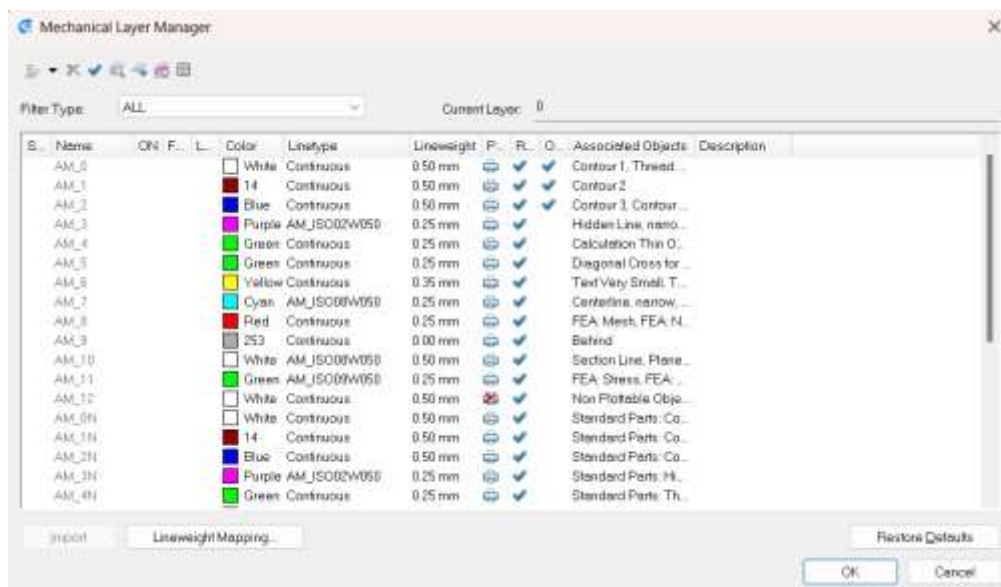 Mechanical Layer Manager
Filter Type: ALL Current Layer: 0
S... Name ON F... L... Color Linetype Lineweight P... R... O... Associated Objects Description
AM_0 White Continuous 0.50 mm Contour 1, Thread...
AM_1 14 Continuous 0.50 mm Contour 2
AM_2 Blue Continuous 0.50 mm Contour 3, Contour...
AM_3 Purple AM_ISO02W050 0.25 mm Hidden Line, narro...
AM_4 Green Continuous 0.25 mm Calculation Thin O...
AM_5 Green Continuous 0.25 mm Diagonal Cross for ...
AM_6 Yellow Continuous 0.35 mm Text Very Small, T...
AM_7 Cyan AM_ISO08W050 0.25 mm Centerline, narrow, ...
AM_8 Red Continuous 0.25 mm FEA: Mesh, FEA: N...
AM_9 253 Continuous 0.00 mm Behind
AM_10 White AM_ISO08W050 0.50 mm Section Line, Plane...
AM_11 Green AM_ISO09W050 0.25 mm FEA: Stress, FEA: ...
AM_12 White Continuous 0.50 mm Non Plottable Obje...
AM_0N White Continuous 0.50 mm Standard Parts: Co...
AM_1N 14 Continuous 0.50 mm Standard Parts: Co...
AM_2N Blue Continuous 0.50 mm Standard Parts: Co...
AM_3N Purple AM_ISO02W050 0.25 mm Standard Parts: Hi...
AM_4N Green Continuous 0.25 mm Standard Parts: Th...
Import Lineweight Mapping... Restore Defaults
OK Cancel